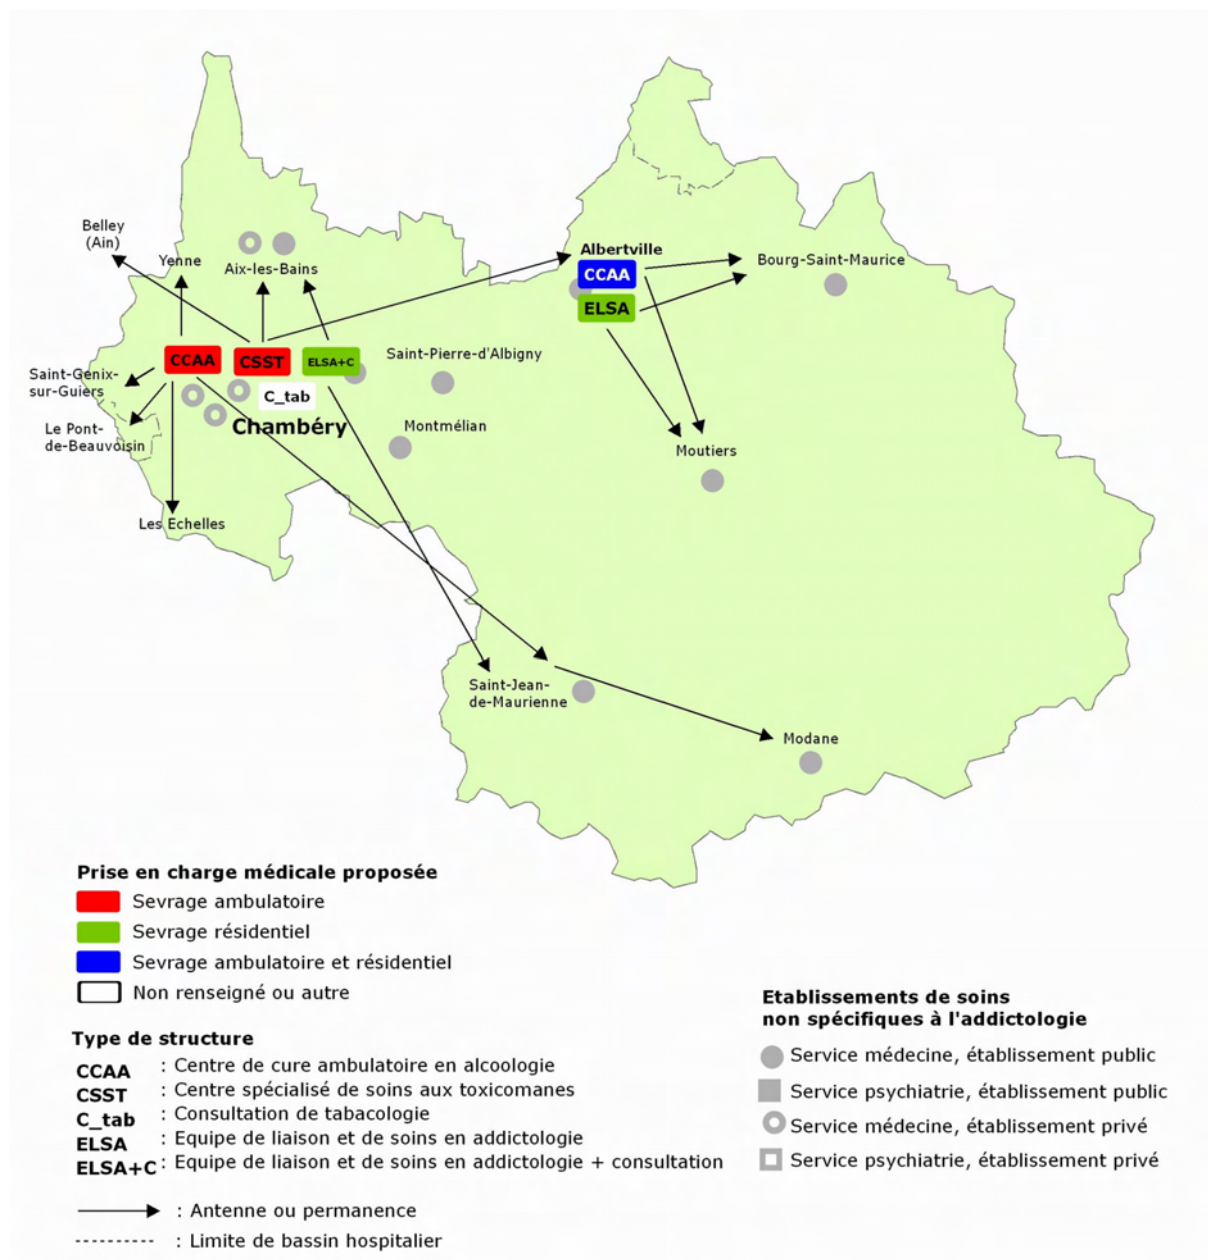 Belley
(Ain)
Yenne
Aix-les-Bains
Albertville
CCAA
ELSA
Bourg-Saint-Maurice
CCAA
CSST
ELSA+C
Saint-Pierre-d'Albigny
Saint-Genix-
sur-Guiers
C_tab
Chambéry
Montmélian
Le Pont-
de-Beauvoisin
Moutiers
Les Echelles
Saint-Jean-
de-Maurienne
Modane
Prise en charge médicale proposée
Sevrage ambulatoire
Sevrage résidentiel
Sevrage ambulatoire et résidentiel
Non renseigné ou autre
Type de structure
CCAA : Centre de cure ambulatoire en alcoologie
CSST : Centre spécialisé de soins aux toxicomanes
C_tab : Consultation de tabacologie
ELSA : Equipe de liaison et de soins en addictologie
ELSA+C : Equipe de liaison et de soins en addictologie + consultation
: Antenne ou permanence
: Limite de bassin hospitalier
Etablissements de soins
non spécifiques à l'addictologie
Service médecine, établissement public
Service psychiatrie, établissement public
Service médecine, établissement privé
Service psychiatrie, établissement privé